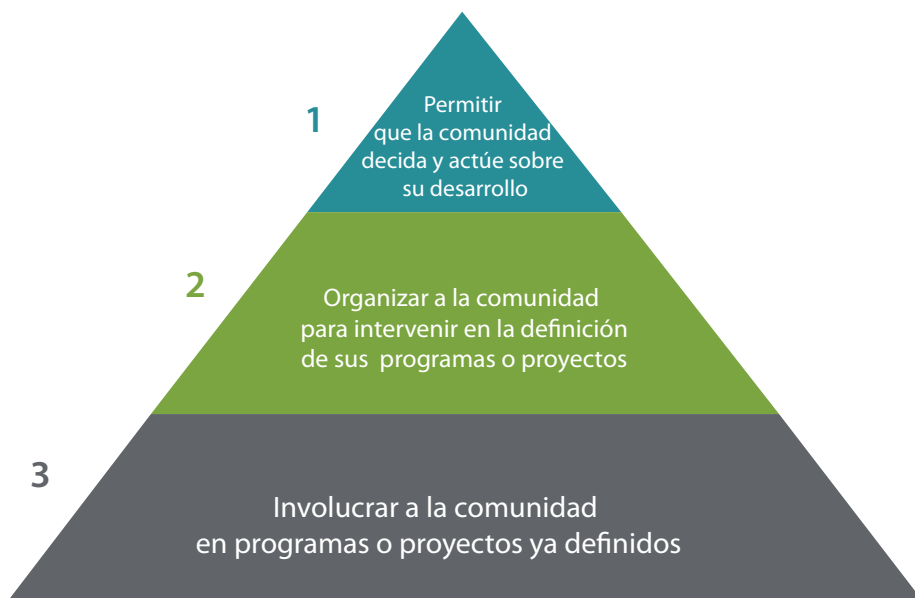 1
Permitir
que la comunidad
decida y actúe sobre
su desarrollo
2
Organizar a la comunidad
para intervenir en la definición
de sus programas o proyectos
3
Involucrar a la comunidad
en programas o proyectos ya definidos